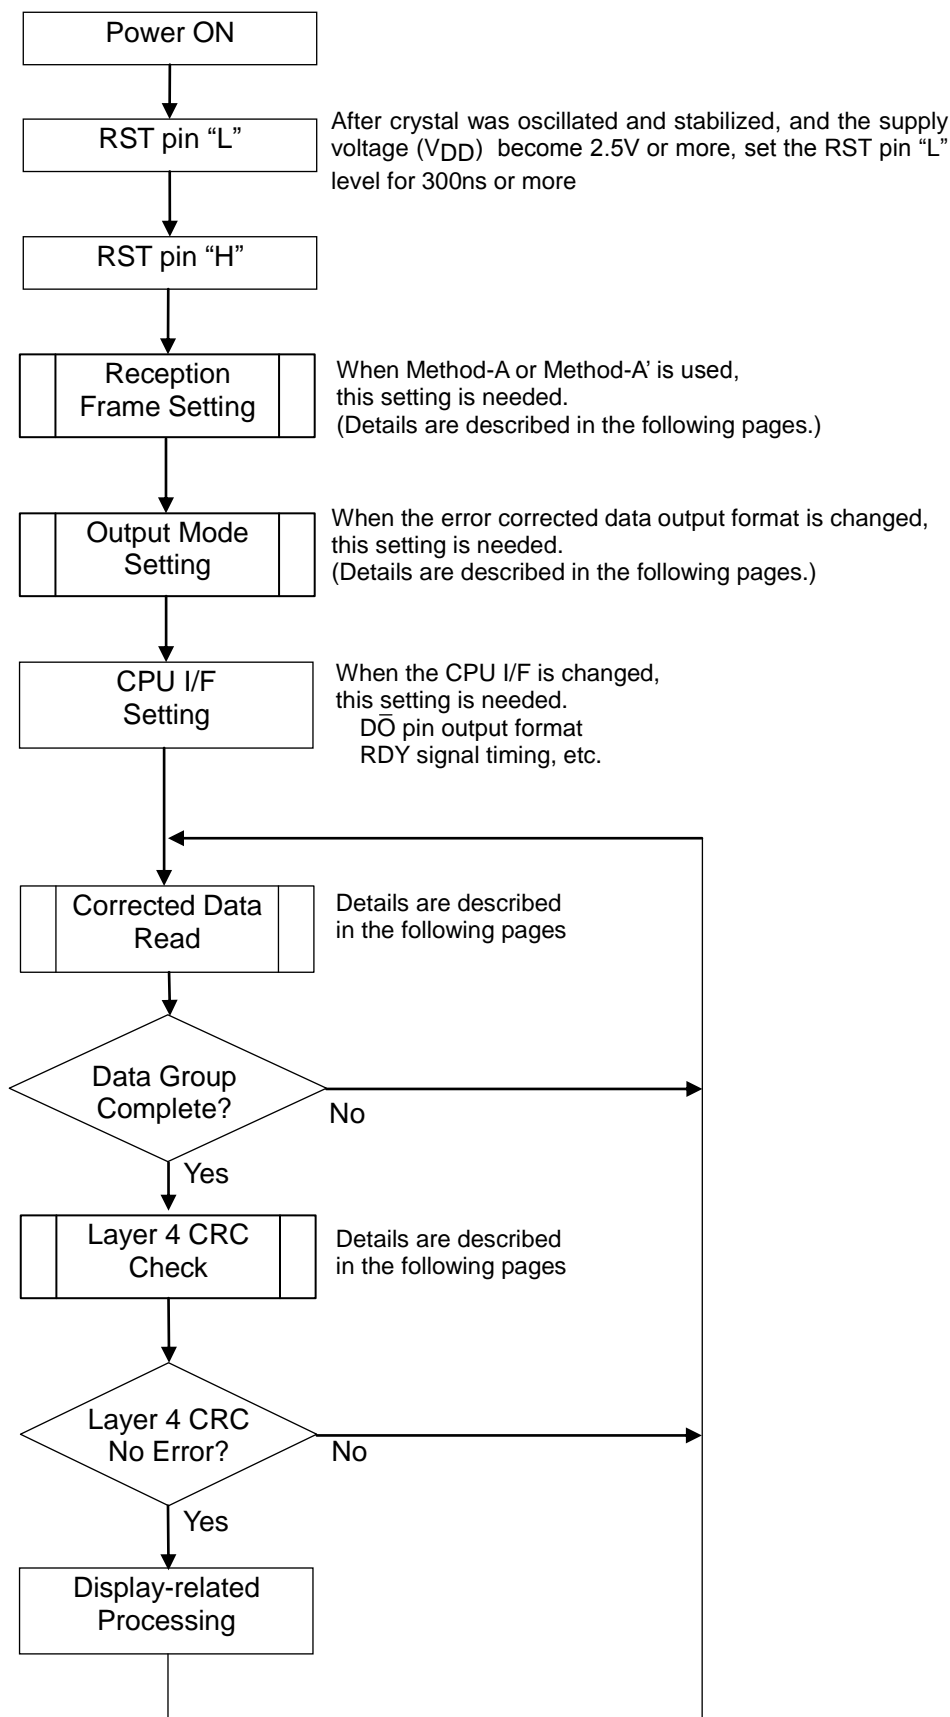 Power ON
RST pin “L”
After crystal was oscillated and stabilized, and the supply
voltage (VDD) become 2.5V or more, set the RST pin “L”
level for 300ns or more
RST pin “H”
Reception
Frame Setting
When Method-A or Method-A’ is used,
this setting is needed.
(Details are described in the following pages.)
Output Mode
Setting
When the error corrected data output format is changed,
this setting is needed.
(Details are described in the following pages.)
CPU I/F
Setting
When the CPU I/F is changed,
this setting is needed.
DO̅ pin output format
RDY signal timing, etc.
Corrected Data
Read
Details are described
in the following pages
Data Group
Complete?
No
Yes
Layer 4 CRC
Check
Details are described
in the following pages
Layer 4 CRC
No Error?
No
Yes
Display-related
Processing